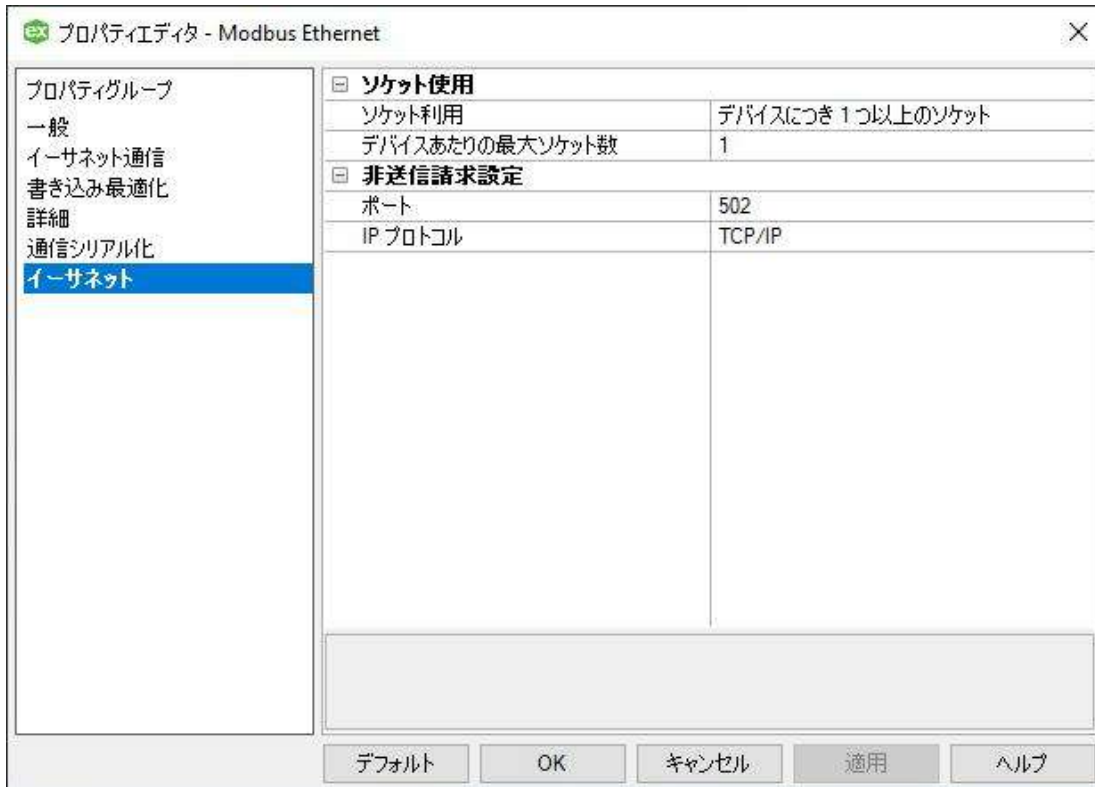 ex プロパティエディタ - Modbus Ethernet
プロパティグループ
一般
イーサネット通信
書き込み最適化
詳細
通信シリアル化
イーサネット
ソケット使用
ソケット利用 デバイスにつき 1 つ以上のソケット
デバイスあたりの最大ソケット数 1
非送信請求設定
ポート 502
IP プロトコル TCP/IP
デフォルト OK キャンセル 適用 ヘルプ